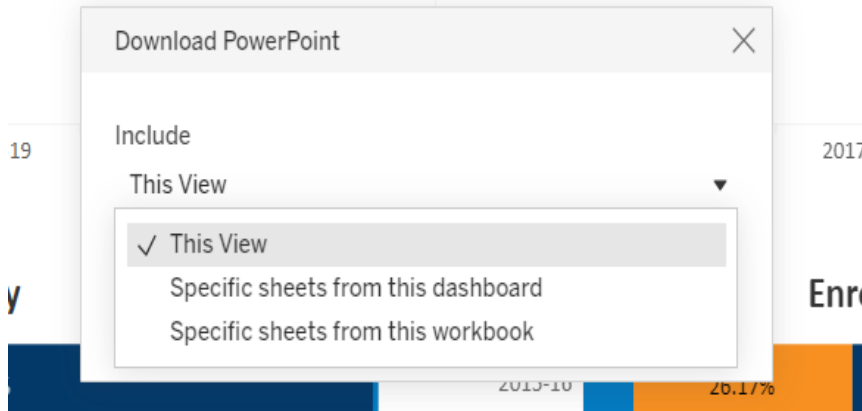 Download PowerPoint
Include
19
2017
This View
This View
Specific sheets from this dashboard
Enro
y
Specific sheets from this workbook
2015-16
26.17%